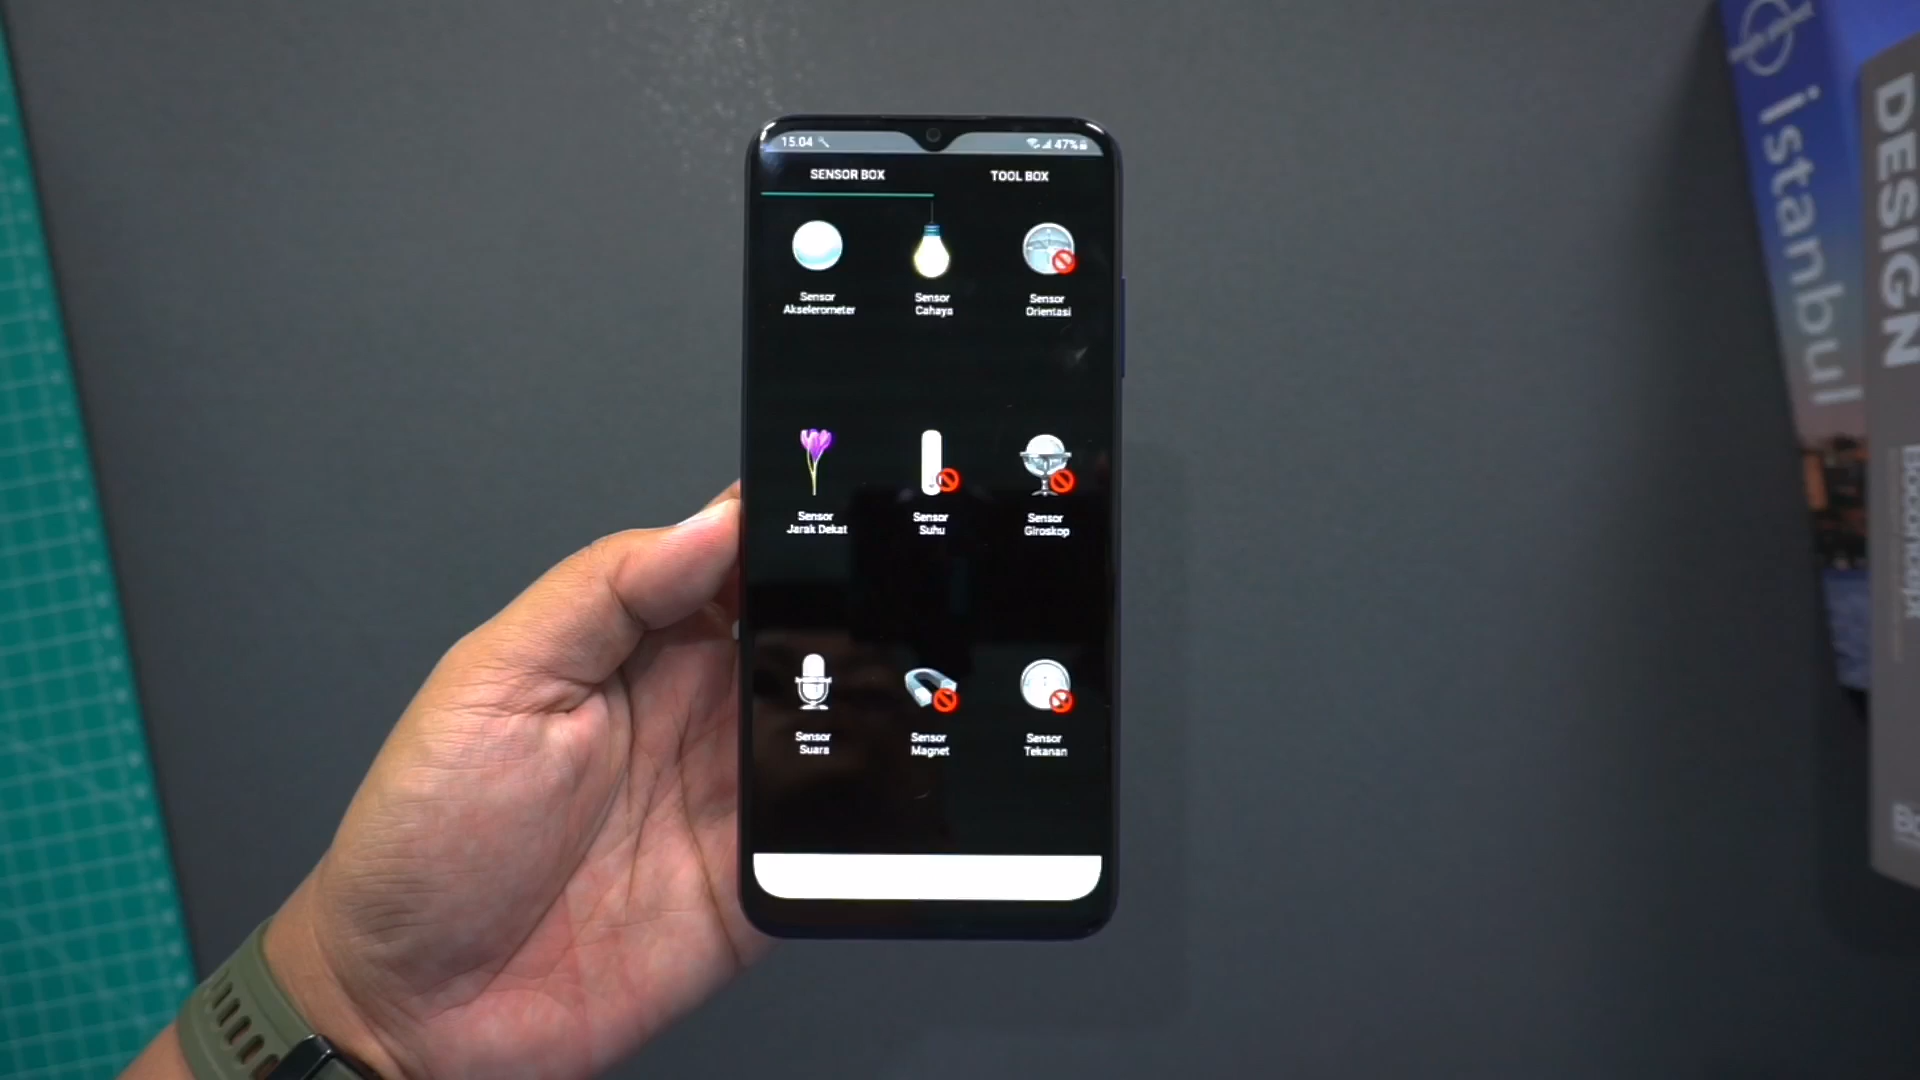 15.04
47%
SENSOR BOX
TOOL BOX
Sensor
Akselerometer
Sensor
Cahaya
Sensor
Orientasi
Sensor
Jarak Dekat
Sensor
Suhu
Sensor
Giroskop
Sensor
Suara
Sensor
Magnet
Sensor
Tekanan
istanbul
DESIGN